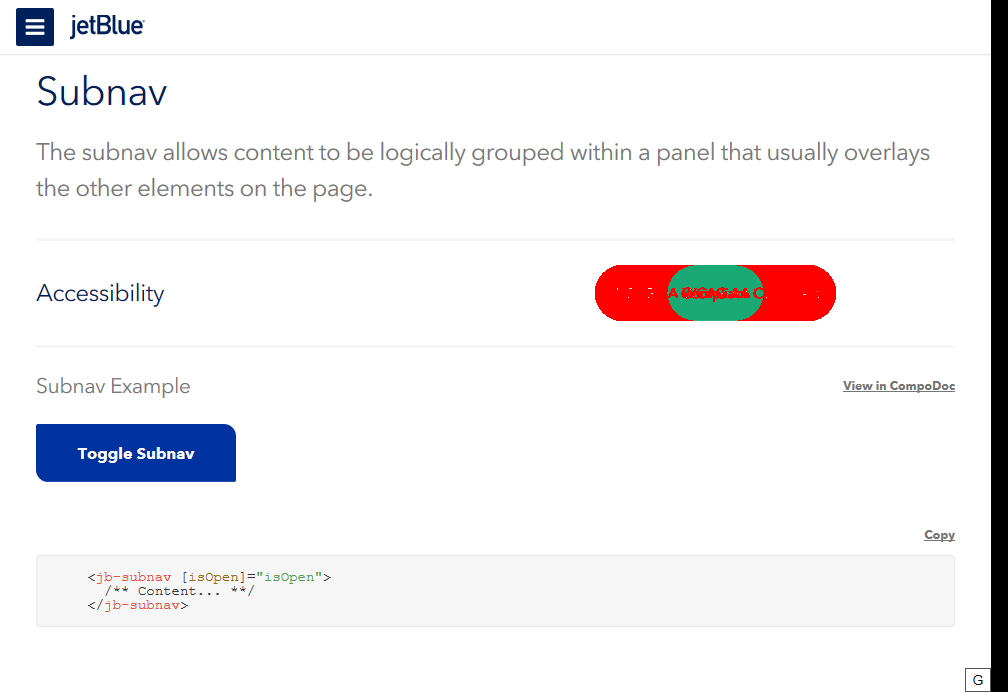 jetBlue
Subnav
The subnav allows content to be logically grouped within a panel that usually overlays
the other elements on the page.
Accessibility
Subnav Example
View in CompoDoc
Toggle Subnav
Copy
<jb-subnav [isOpen]="isOpen">
/** Content... **/
</jb-subnav>
G